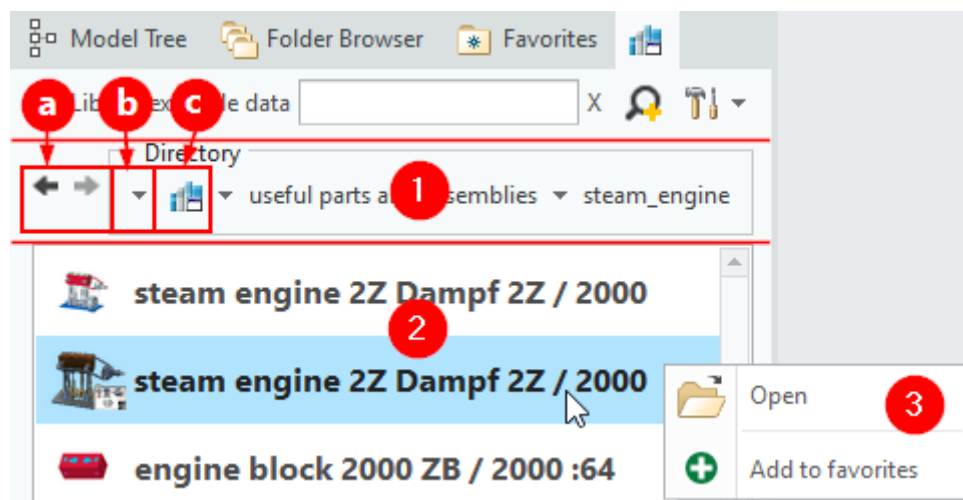 Model Tree Folder Browser Favorites
a b c
data X
Directory
useful parts 1 steam_engine
steam engine 2Z Dampf 2Z / 2000
2
steam engine 2Z Dampf 2Z / 2000
Open 3
engine block 2000 ZB / 2000 :64
Add to favorites